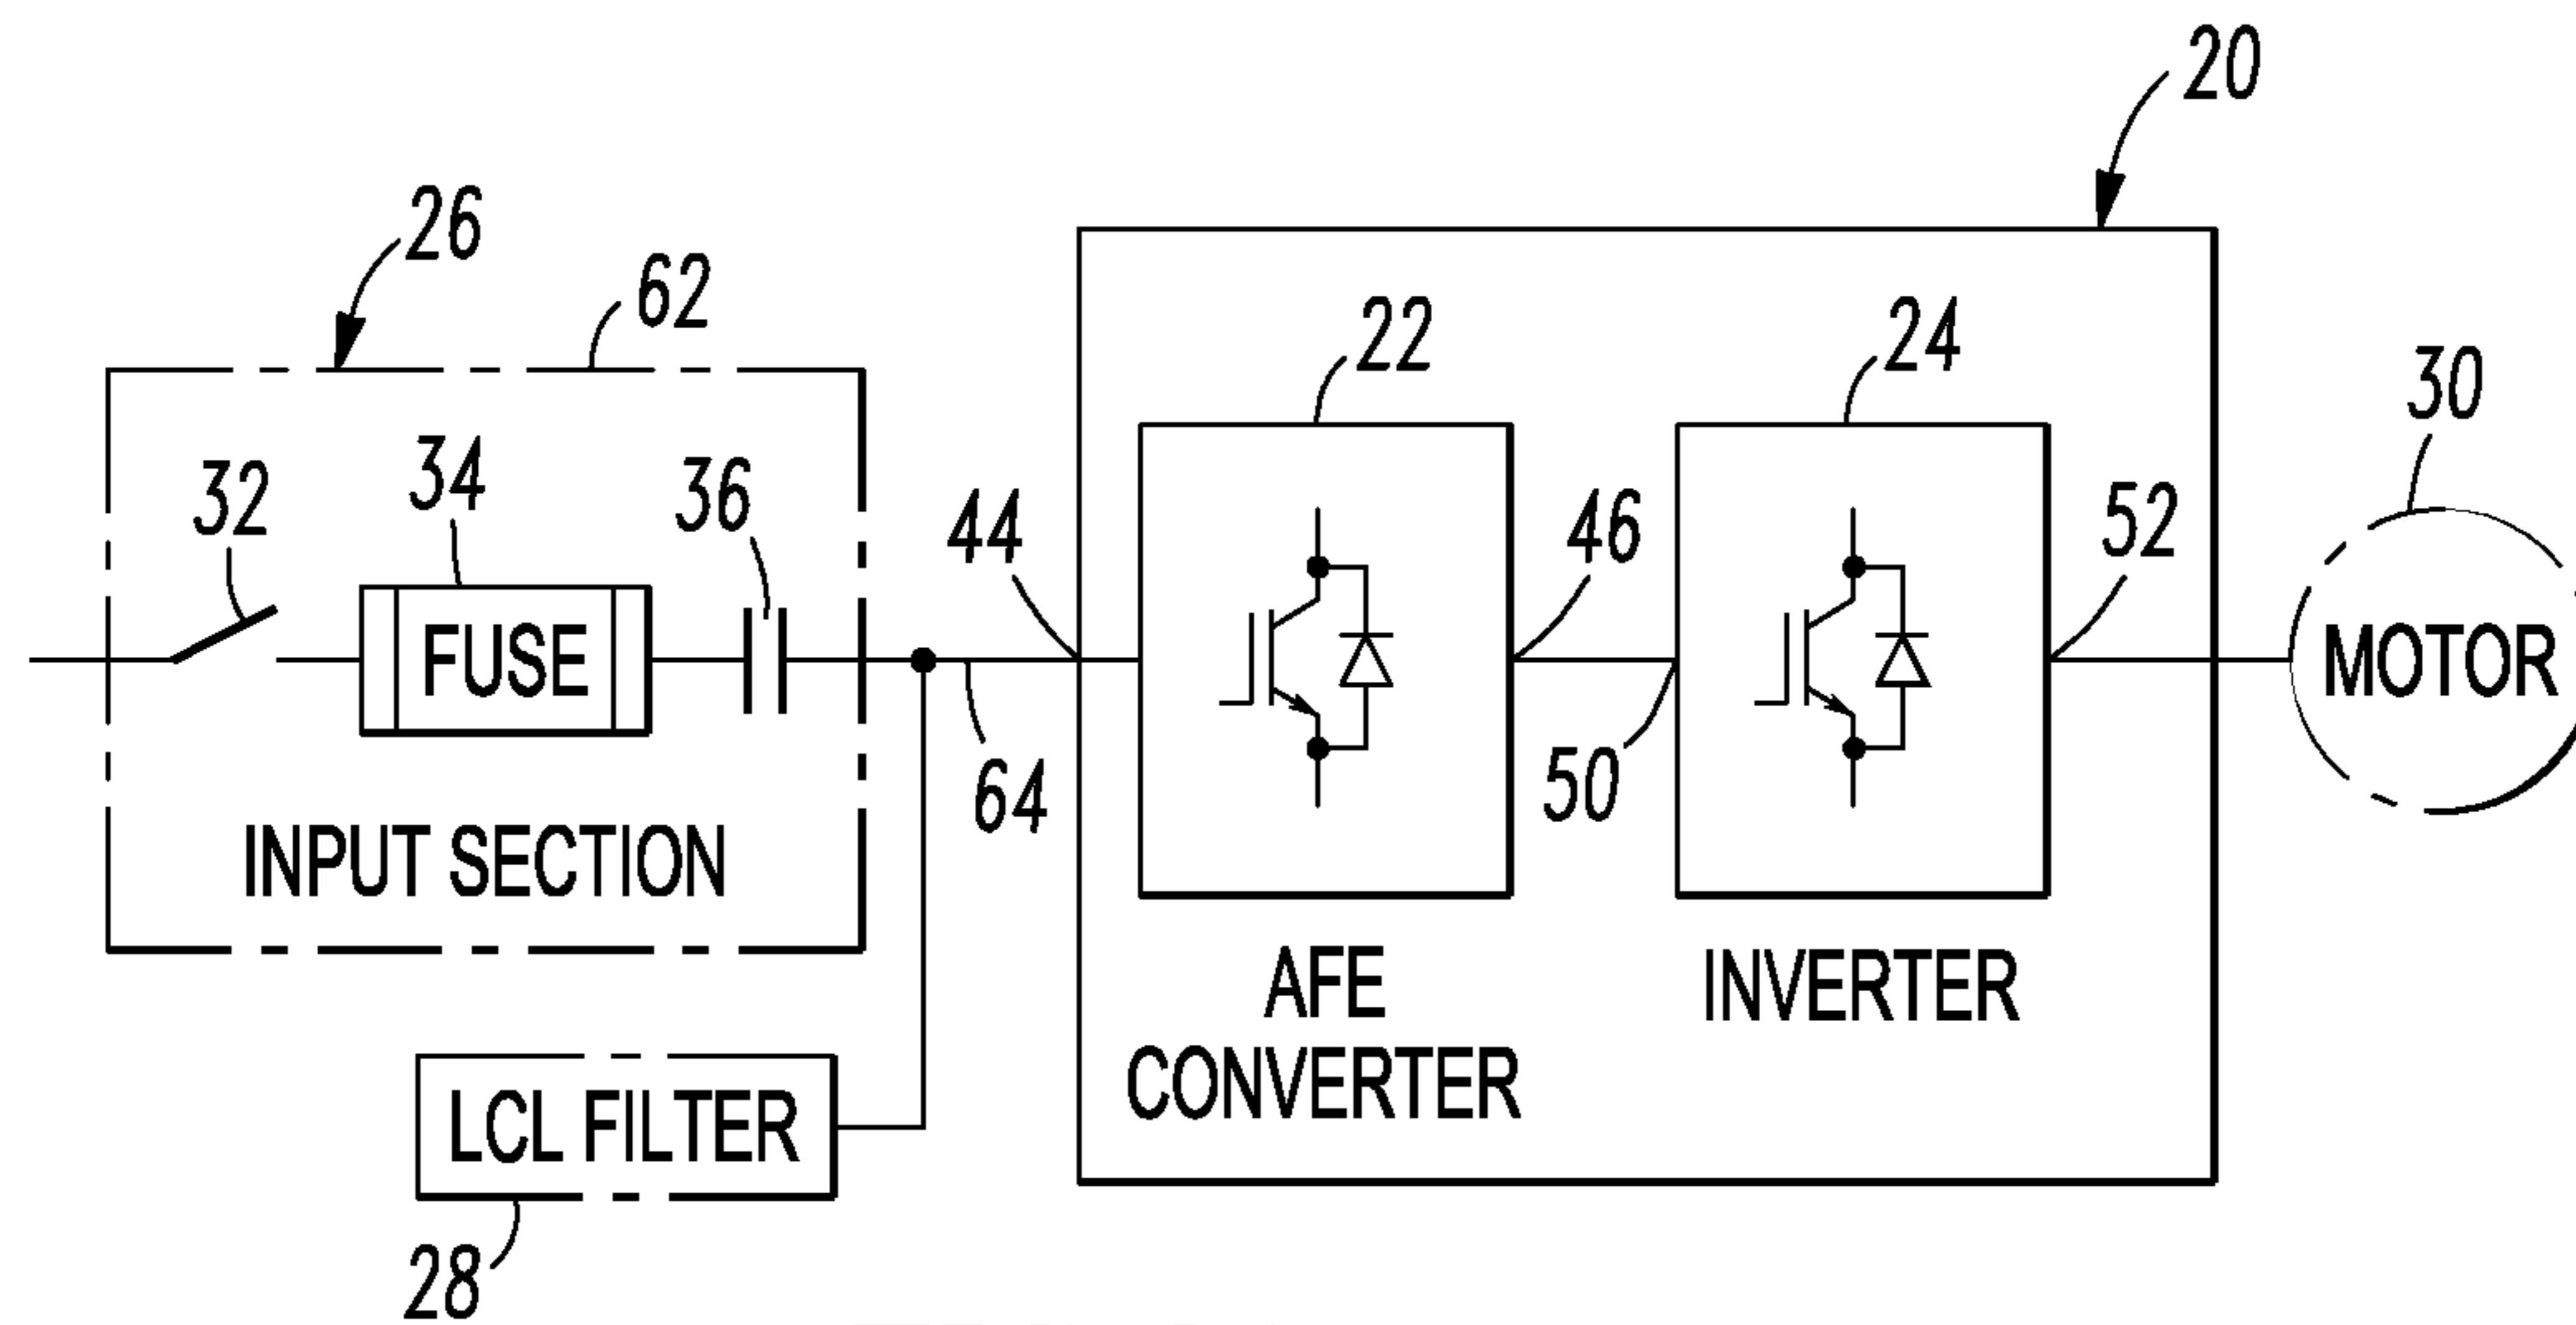 20
26
62
22
24
30
32
34
36
44
46
52
FUSE
MOTOR
50
64
INPUT SECTION
AFE
CONVERTER
INVERTER
LCL FILTER
28